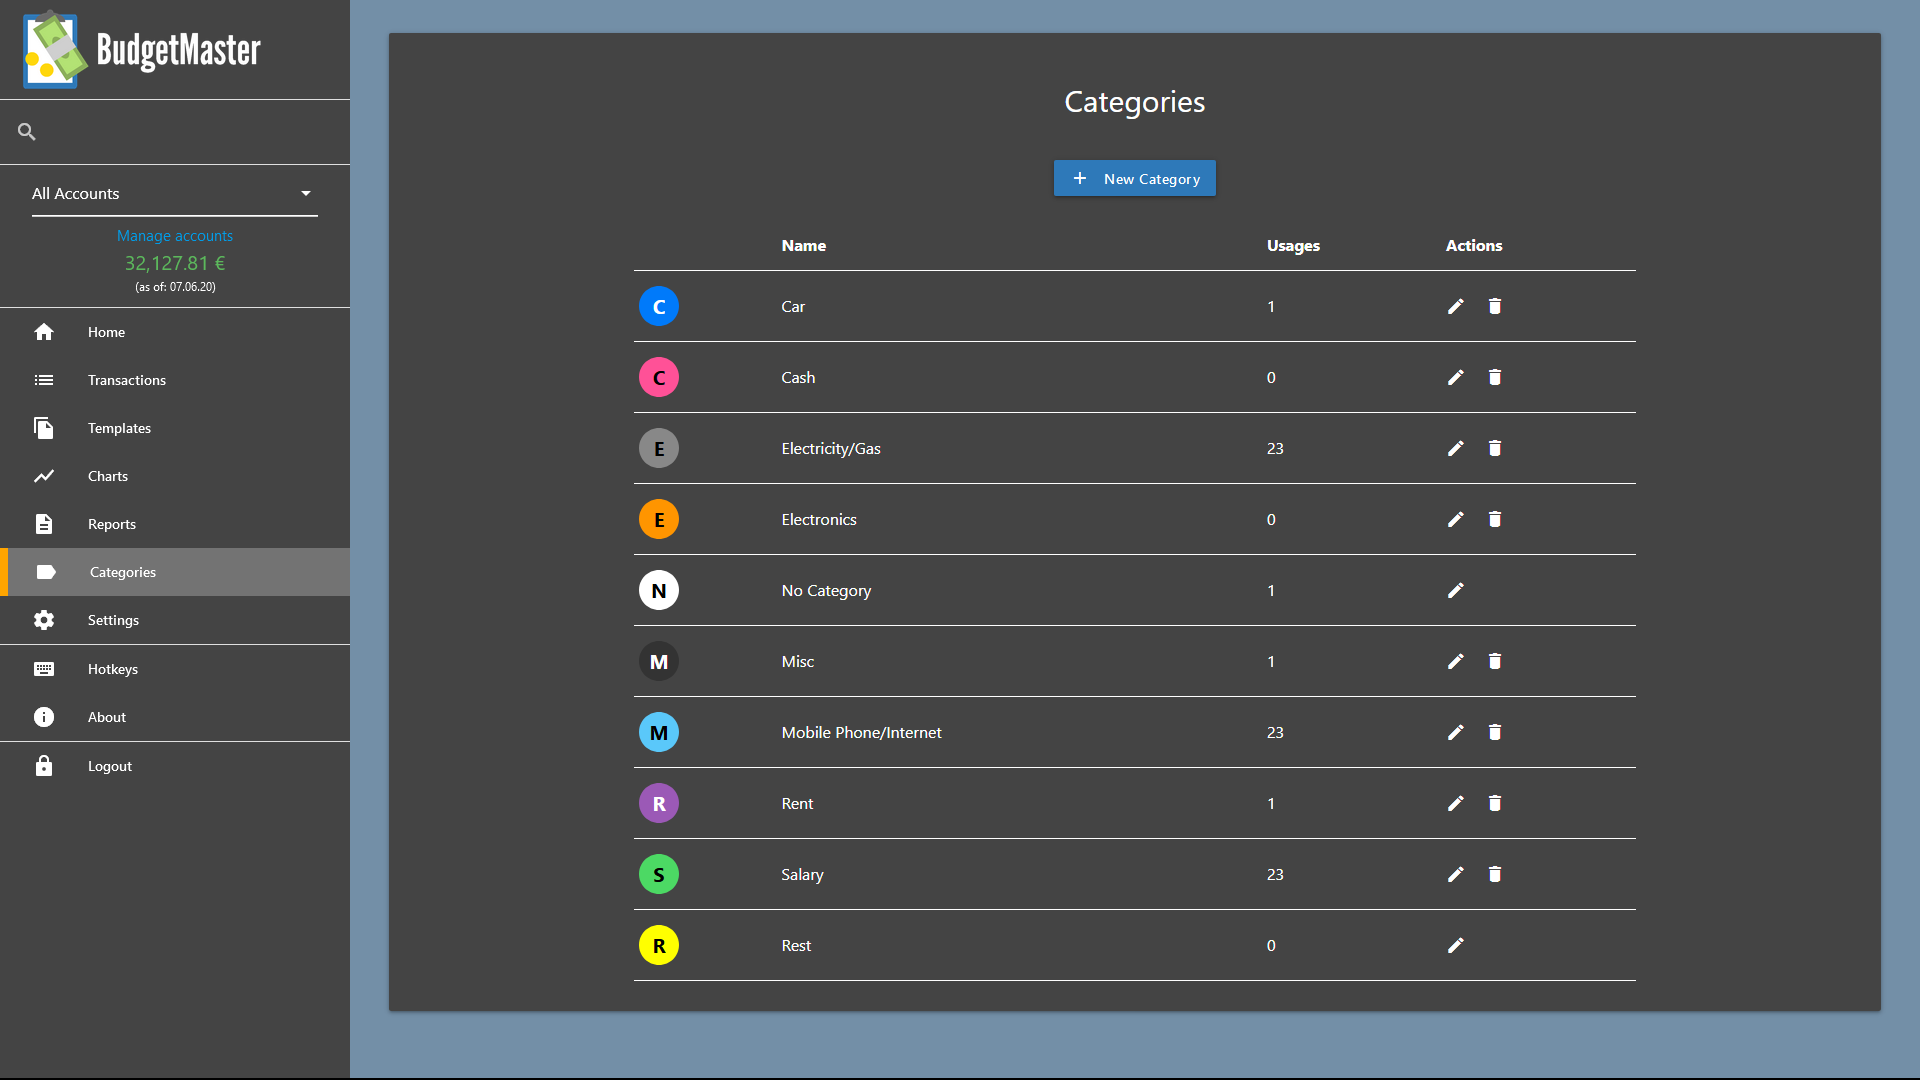 BudgetMaster
All Accounts
Manage accounts
32,127.81 €
(as of: 07.06.20)
Home
Transactions
Templates
Charts
Reports
Categories
Settings
Hotkeys
About
Logout
Categories
New Category
Name Usages Actions
C Car 1
C Cash 0
E Electricity/Gas 23
E Electronics 0
N No Category 1
M Misc 1
M Mobile Phone/Internet 23
R Rent 1
S Salary 23
R Rest 0